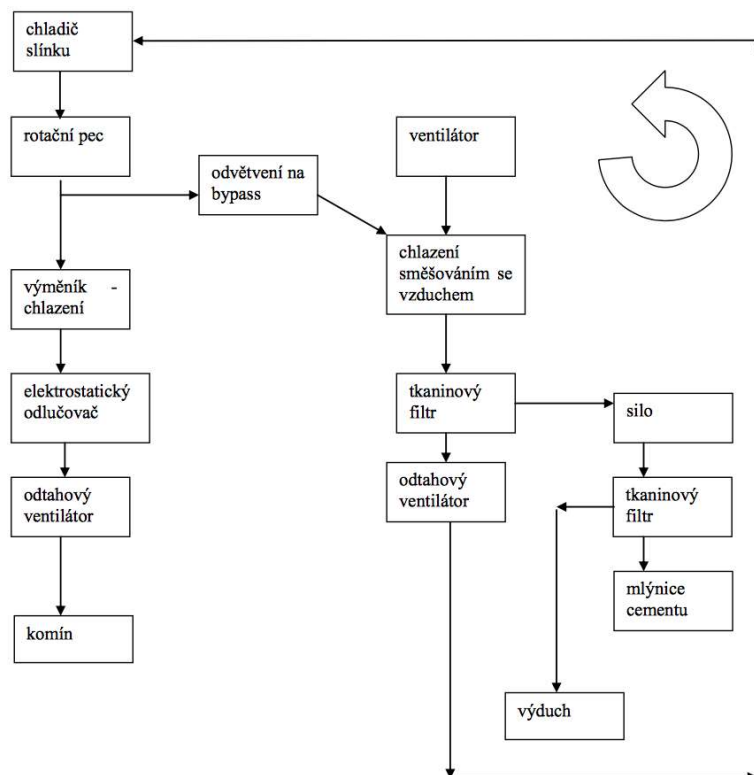 chladič
slínku
rotační pec
ventilátor
odvětvení na
bypass
chlazení
směšováním se
vzduchem
výměník -
chlazení
elektrostatický
odlučovač
tkaninový
filtr
silo
odtahový
ventilátor
odtahový
ventilátor
tkaninový
filtr
mlýnice
cementu
komín
výduch